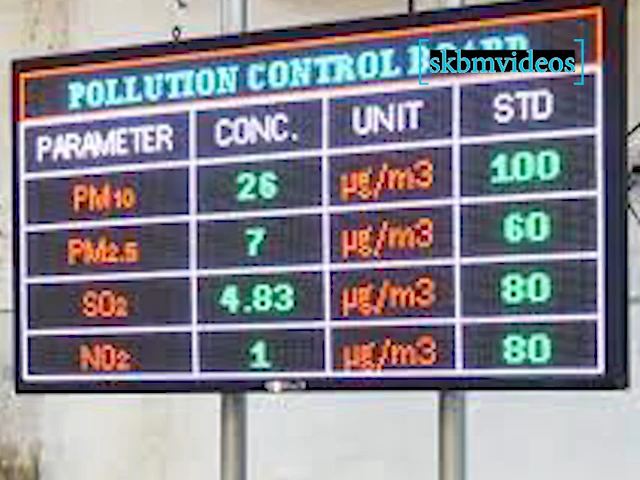 POLLUTION CONTROL BOARD
[skbmvideos]
PARAMETER CONC. UNIT STD
PM10 26 µg/m3 100
PM2.5 7 µg/m3 60
SO2 4.83 µg/m3 80
NO2 1 µg/m3 80